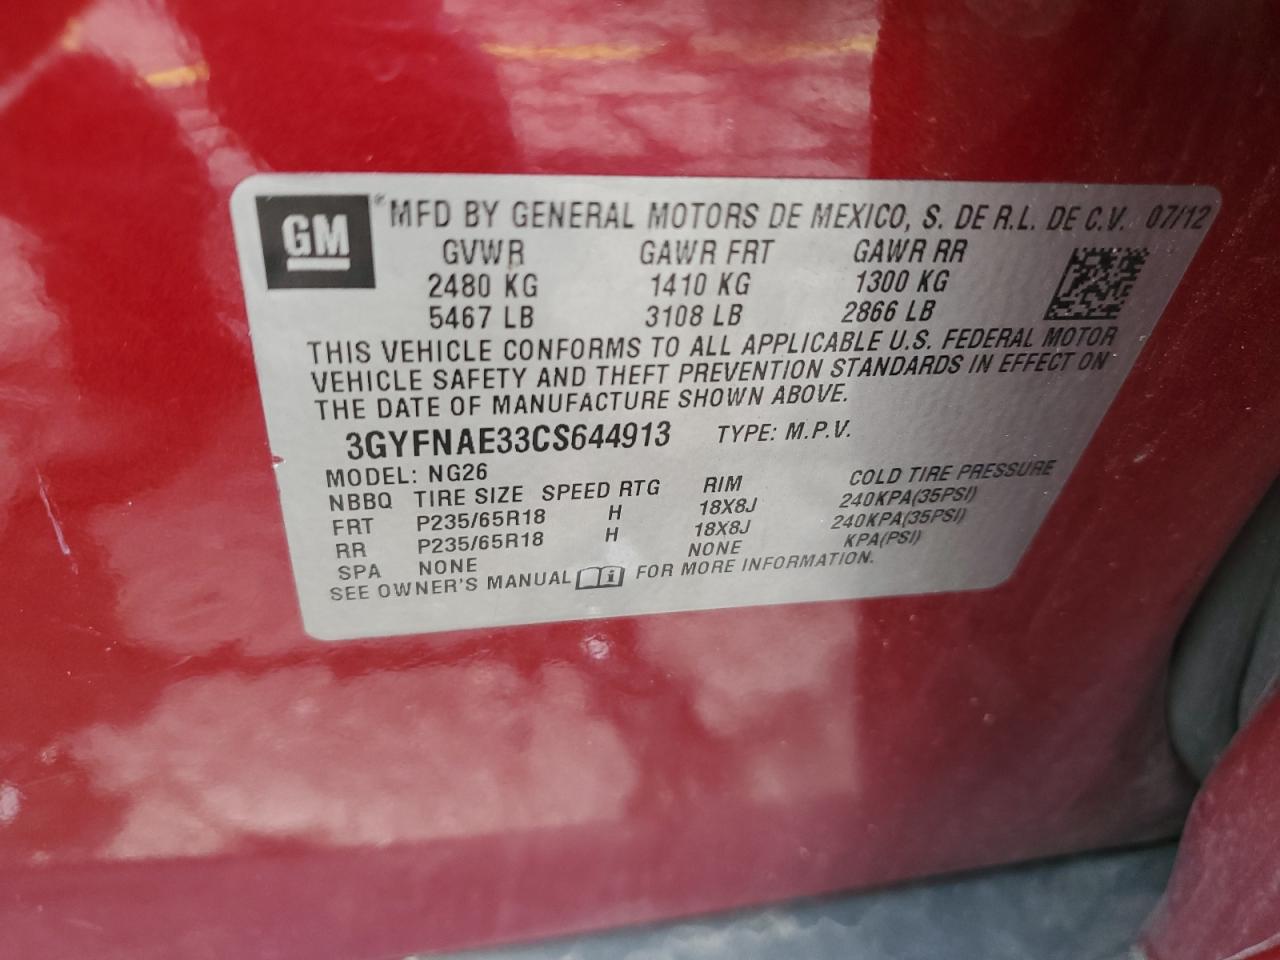 GM ® MFD BY GENERAL MOTORS DE MEXICO, S. DE R.L. DE C.V. 07/12
GVWR GAWR FRT GAWR RR
2480 KG 1410 KG 1300 KG
5467 LB 3108 LB 2866 LB
THIS VEHICLE CONFORMS TO ALL APPLICABLE U.S. FEDERAL MOTOR
VEHICLE SAFETY AND THEFT PREVENTION STANDARDS IN EFFECT ON
THE DATE OF MANUFACTURE SHOWN ABOVE.
3GYFNAE33CS644913 TYPE: M.P.V.
MODEL: NG26
NBBQ TIRE SIZE SPEED RTG RIM COLD TIRE PRESSURE
FRT P235/65R18 H 18X8J 240KPA(35PSI)
RR P235/65R18 H 18X8J 240KPA(35PSI)
SPA NONE NONE KPA(PSI)
SEE OWNER'S MANUAL i FOR MORE INFORMATION.